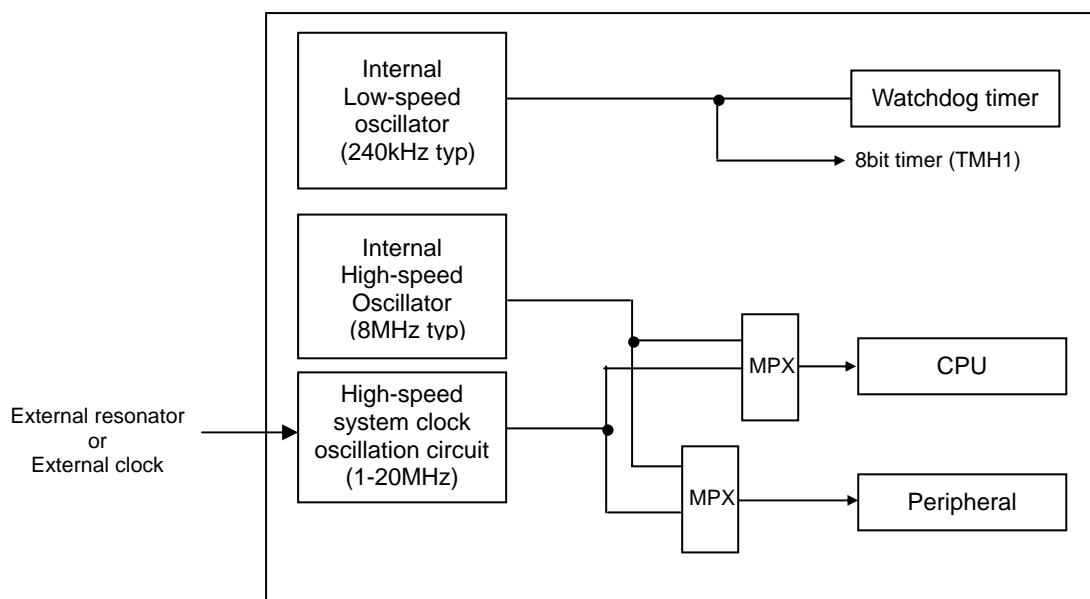 Internal
Low-speed
oscillator
(240kHz typ)
Watchdog timer
8bit timer (TMH1)
Internal
High-speed
Oscillator
(8MHz typ)
MPX
CPU
High-speed
system clock
oscillation circuit
(1-20MHz)
External resonator
or
External clock
MPX
Peripheral